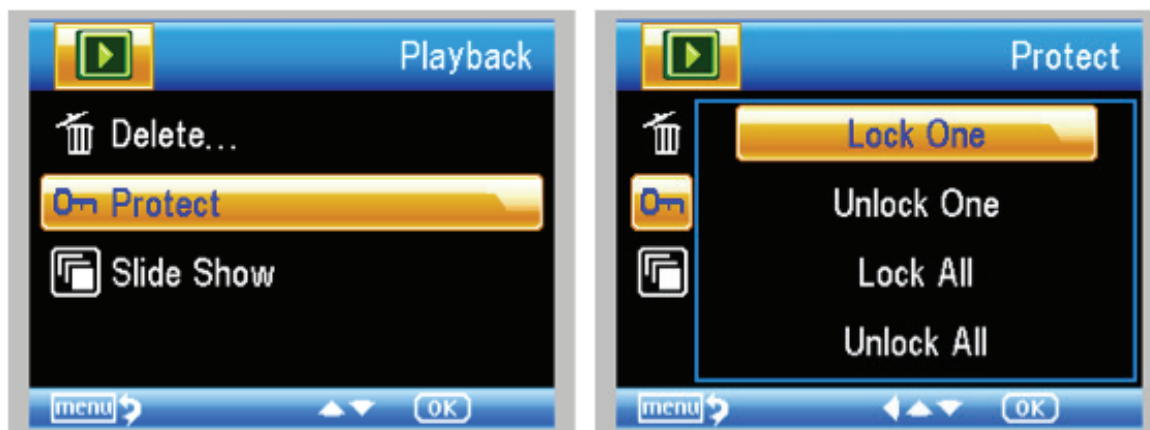 Playback
Delete...
Protect
Slide Show
menu
OK
Protect
Lock One
Unlock One
Lock All
Unlock All
menu
OK